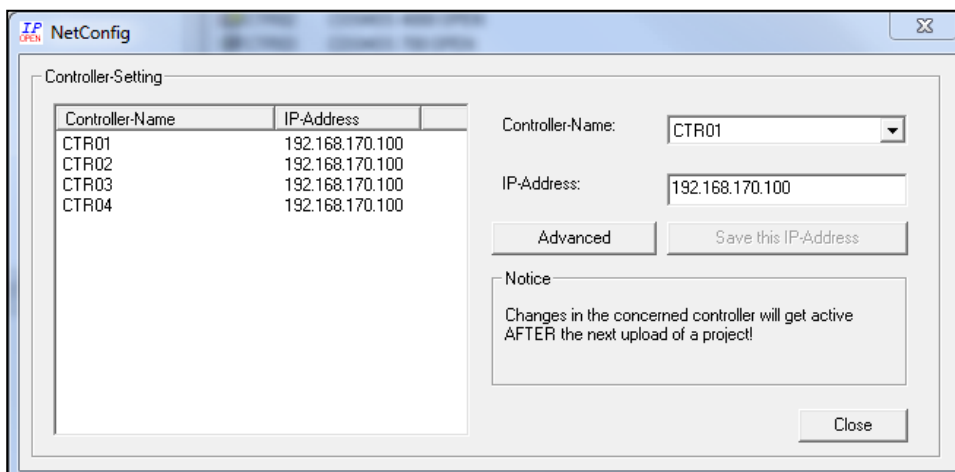 IP
OPEN
NetConfig
Controller-Setting
Controller-Name IP-Address
CTR01 192.168.170.100
CTR02 192.168.170.100
CTR03 192.168.170.100
CTR04 192.168.170.100
Controller-Name: CTR01
IP-Address: 192.168.170.100
Advanced Save this IP-Address
Notice
Changes in the concerned controller will get active
AFTER the next upload of a project!
Close